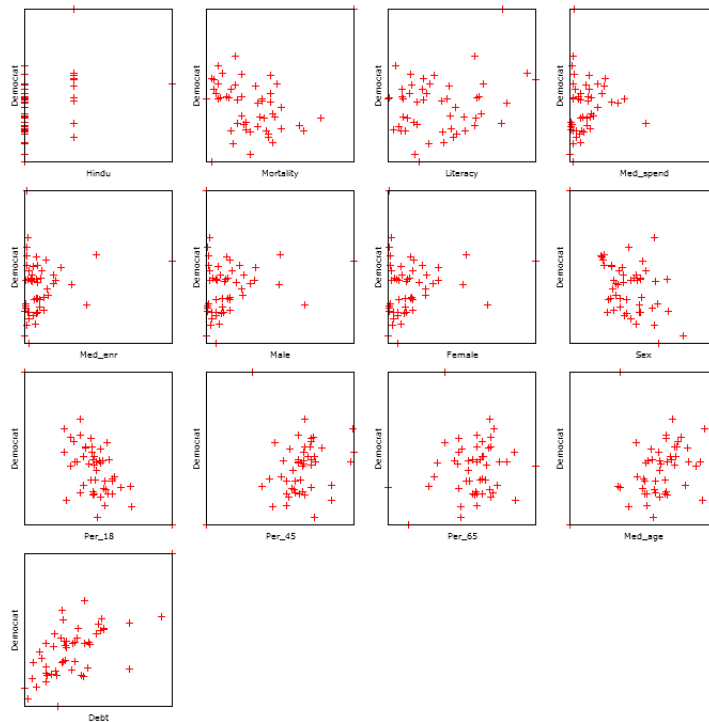 Democrat
Hindu
Democrat
Mortality
Democrat
Literacy
Democrat
Med_spend
Democrat
Med_enr
Democrat
Male
Democrat
Female
Democrat
Sex
Democrat
Per_18
Democrat
Per_45
Democrat
Per_65
Democrat
Med_age
Democrat
Debt